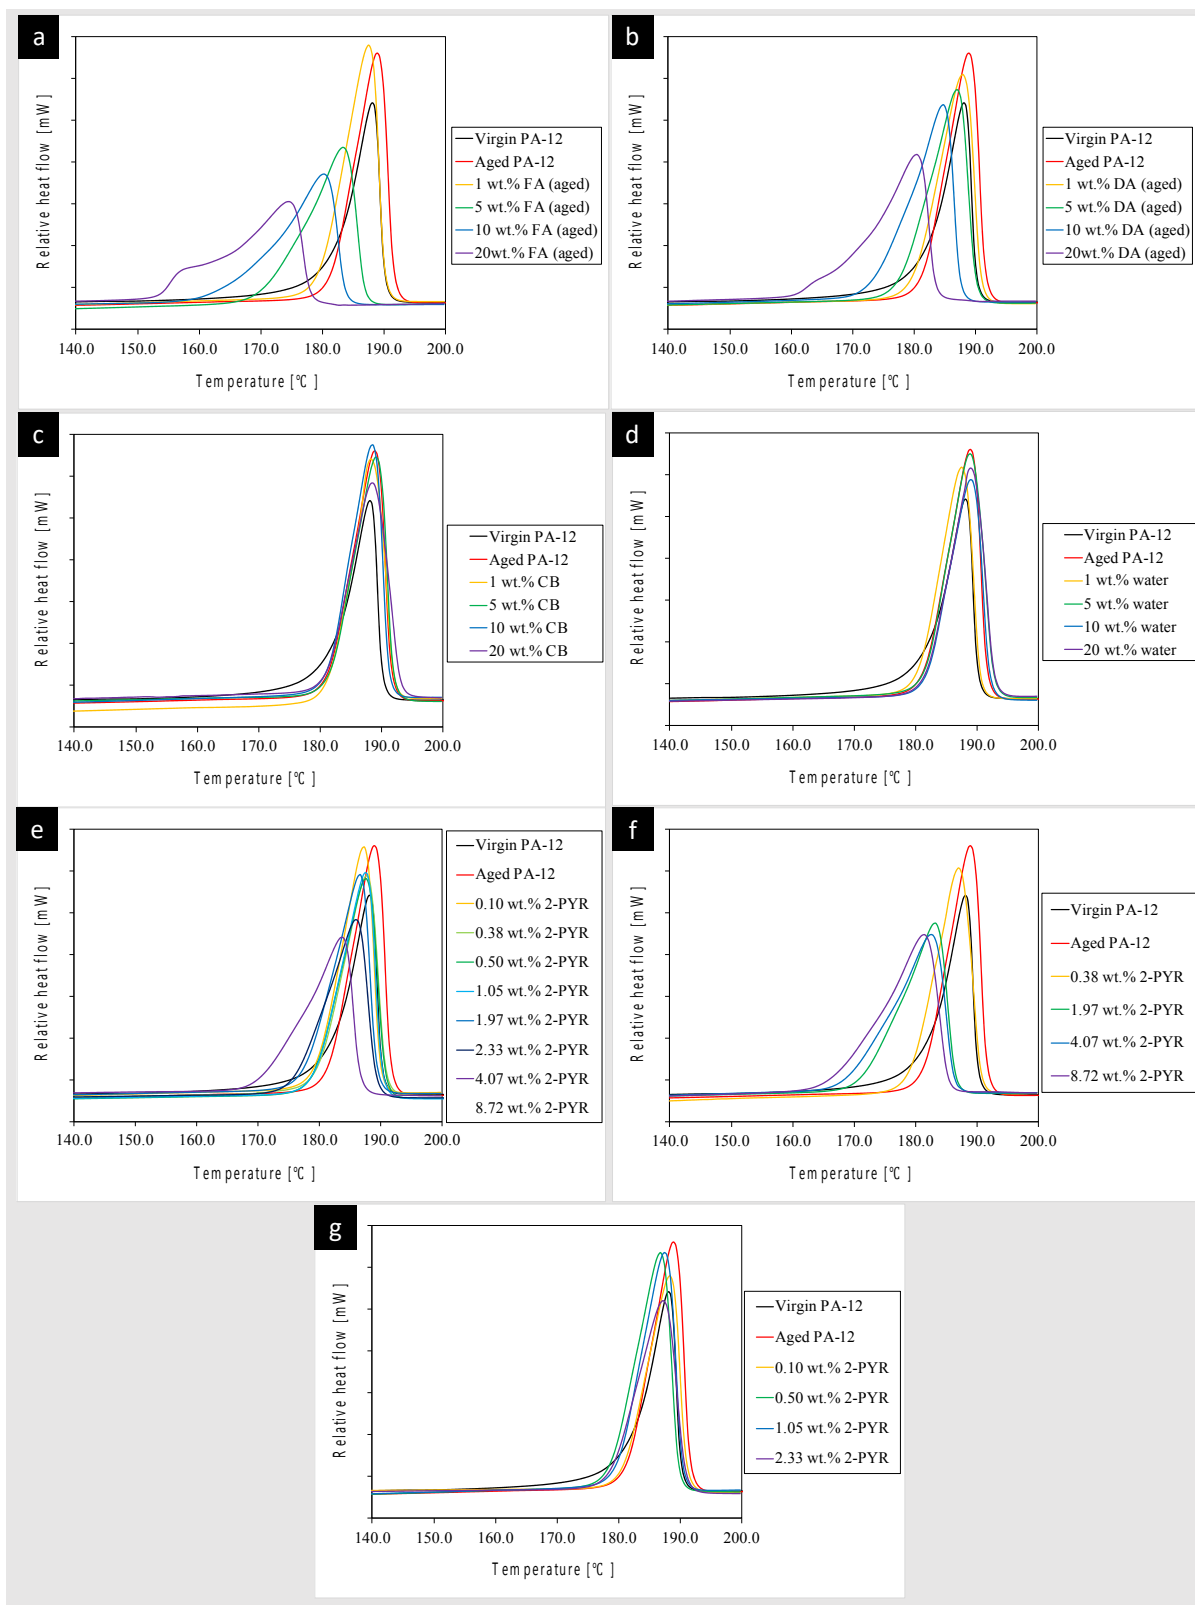 a
Relative heat flow [mW]
140.0 150.0 160.0 170.0 180.0 190.0 200.0
Temperature [°C]
Virgin PA-12
Aged PA-12
1 wt.% FA (aged)
5 wt.% FA (aged)
10 wt.% FA (aged)
20wt.% FA (aged)
b
Relative heat flow [mW]
140.0 150.0 160.0 170.0 180.0 190.0 200.0
Temperature [°C]
Virgin PA-12
Aged PA-12
1 wt.% DA (aged)
5 wt.% DA (aged)
10 wt.% DA (aged)
20wt.% DA (aged)
c
Relative heat flow [mW]
140.0 150.0 160.0 170.0 180.0 190.0 200.0
Temperature [°C]
Virgin PA-12
Aged PA-12
1 wt.% CB
5 wt.% CB
10 wt.% CB
20 wt.% CB
d
Relative heat flow [mW]
140.0 150.0 160.0 170.0 180.0 190.0 200.0
Temperature [°C]
Virgin PA-12
Aged PA-12
1 wt.% water
5 wt.% water
10 wt.% water
20 wt.% water
e
Relative heat flow [mW]
140.0 150.0 160.0 170.0 180.0 190.0 200.0
Temperature [°C]
Virgin PA-12
Aged PA-12
0.10 wt.% 2-PYR
0.38 wt.% 2-PYR
0.50 wt.% 2-PYR
1.05 wt.% 2-PYR
1.97 wt.% 2-PYR
2.33 wt.% 2-PYR
4.07 wt.% 2-PYR
8.72 wt.% 2-PYR
f
Relative heat flow [mW]
140.0 150.0 160.0 170.0 180.0 190.0 200.0
Temperature [°C]
Virgin PA-12
Aged PA-12
0.38 wt.% 2-PYR
1.97 wt.% 2-PYR
4.07 wt.% 2-PYR
8.72 wt.% 2-PYR
g
Relative heat flow [mW]
140.0 150.0 160.0 170.0 180.0 190.0 200.0
Temperature [°C]
Virgin PA-12
Aged PA-12
0.10 wt.% 2-PYR
0.50 wt.% 2-PYR
1.05 wt.% 2-PYR
2.33 wt.% 2-PYR